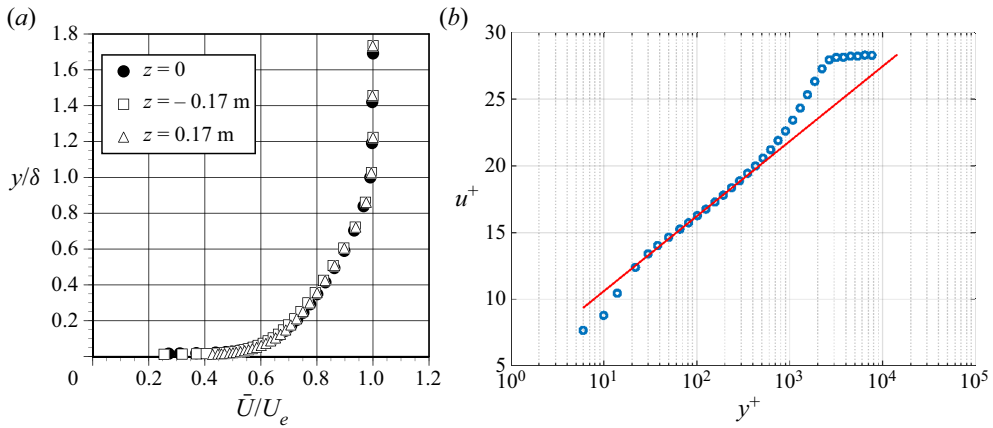 (a)
1.8
1.6
1.4
1.2
1.0
0.8
0.6
0.4
0.2
y/δ
z = 0
z = – 0.17 m
z = 0.17 m
0 0.2 0.4 0.6 0.8 1.0 1.2
Ū/Uₑ
(b)
30
25
20
15
10
5
u⁺
10⁰ 10¹ 10² 10³ 10⁴ 10⁵
y⁺